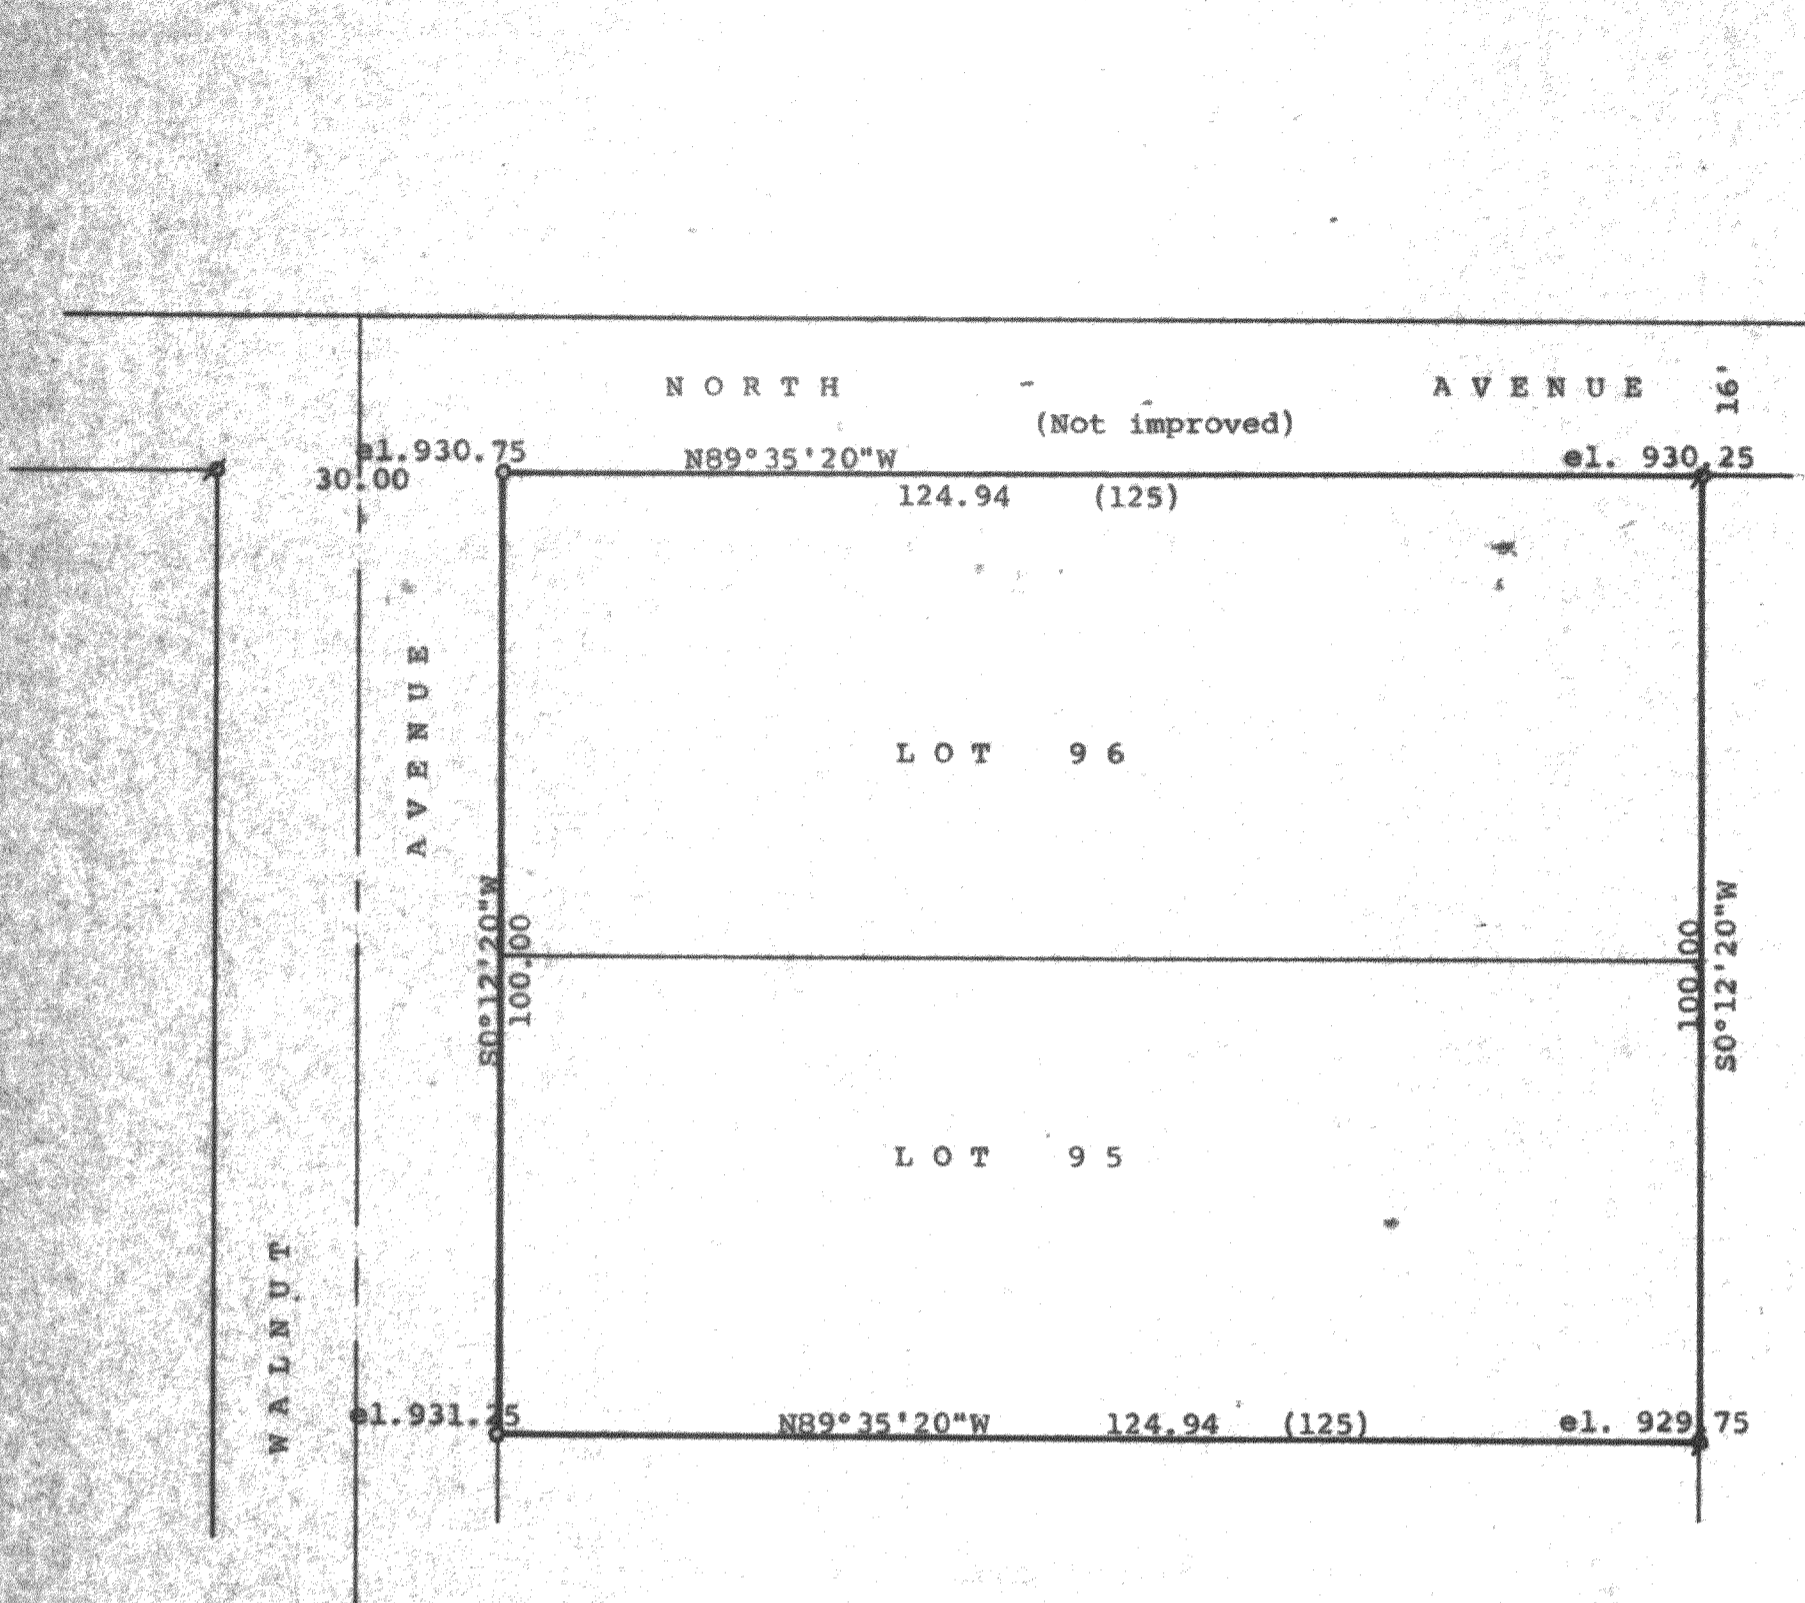 N O R T H - A V E N U E 16'
(Not improved)
el.930.75 N89°35'20"W el. 930.25
30.00
124.94 (125)
A V E N U E
L O T 9 6
S0°12'20"W
100.00
100.00
S0°12'20"W
L O T 9 5
W A L N U T
el.931.25 N89°35'20"W 124.94 (125) el. 929.75